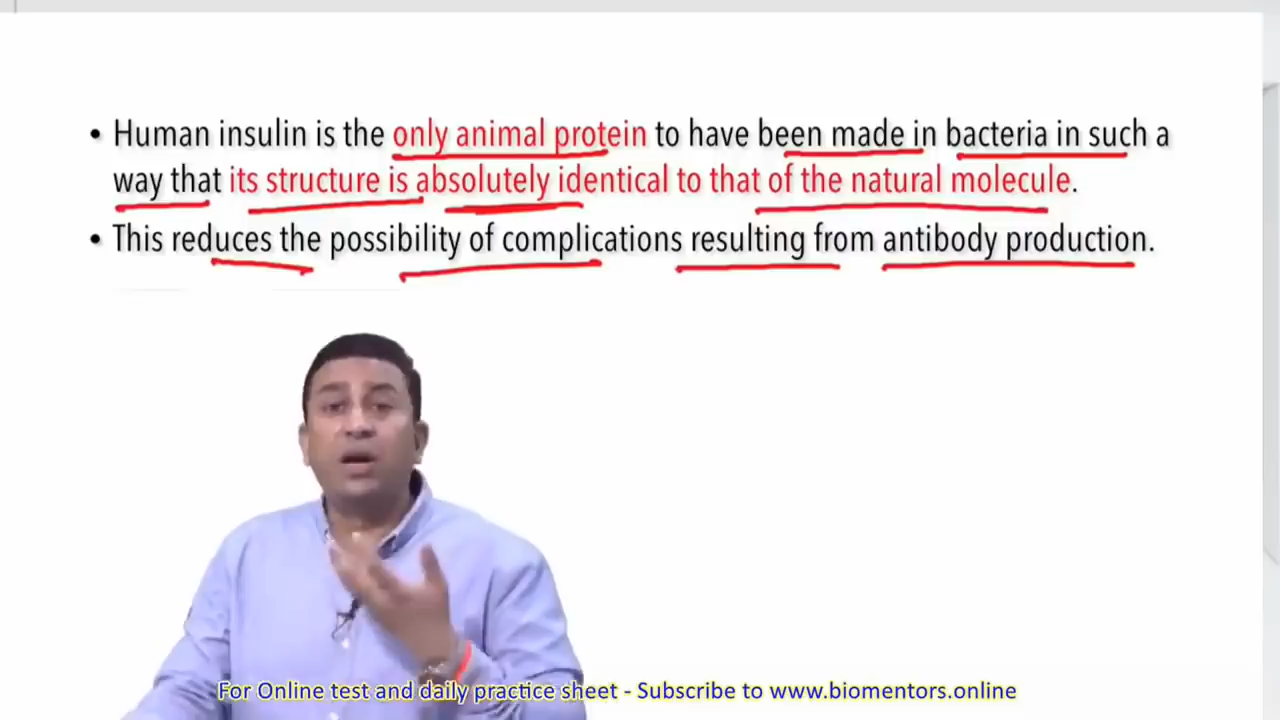 • Human insulin is the only animal protein to have been made in bacteria in such a
way that its structure is absolutely identical to that of the natural molecule.
• This reduces the possibility of complications resulting from antibody production.
For Online test and daily practice sheet - Subscribe to www.biomentors.online